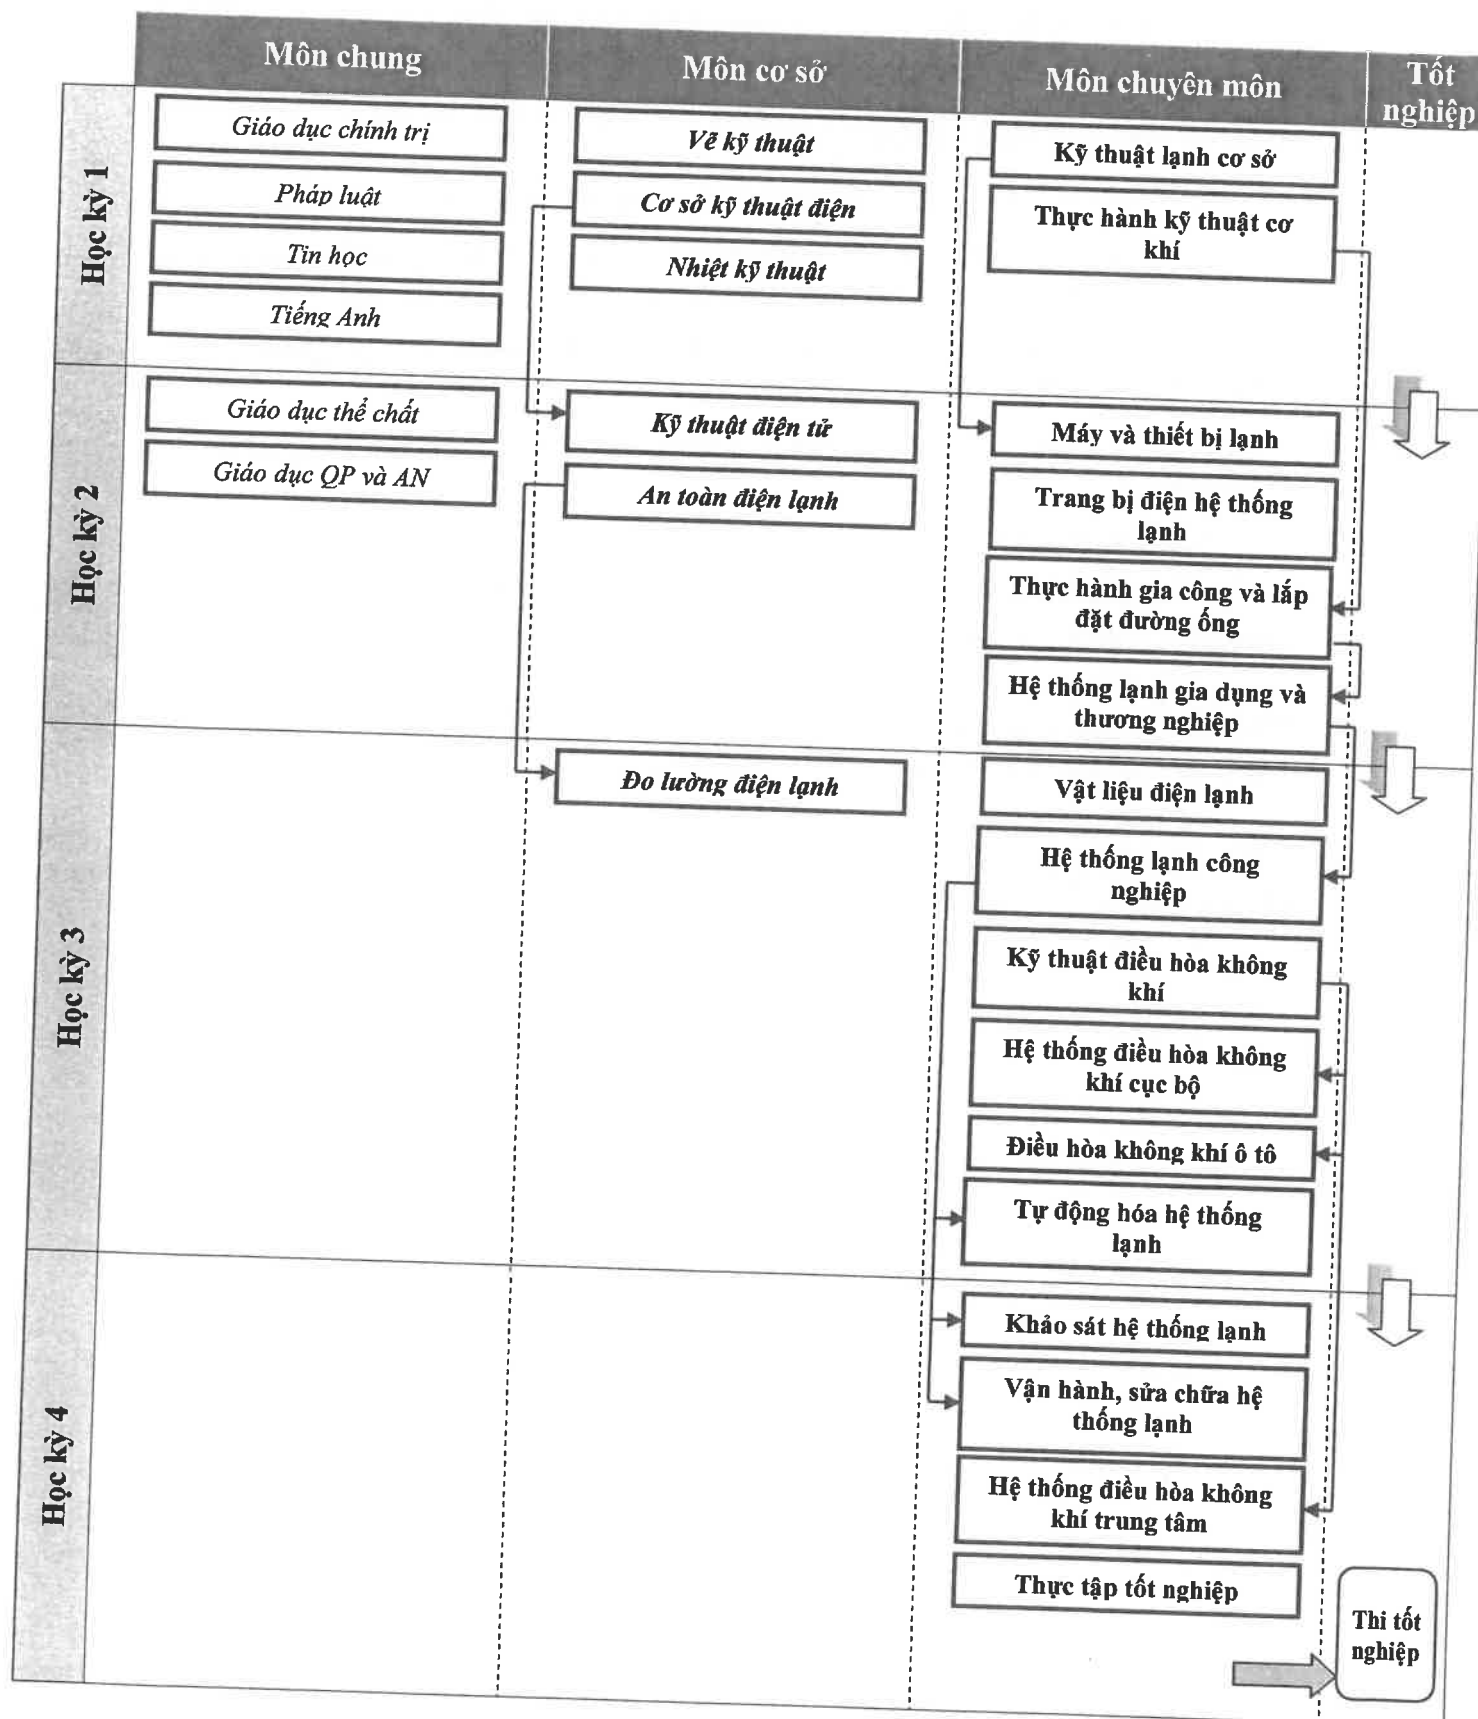 Môn chung
Môn cơ sở
Môn chuyên môn
Tốt
nghiệp
Học kỳ 1
Giáo dục chính trị
Pháp luật
Tin học
Tiếng Anh
Vẽ kỹ thuật
Cơ sở kỹ thuật điện
Nhiệt kỹ thuật
Kỹ thuật lạnh cơ sở
Thực hành kỹ thuật cơ
khí
Học kỳ 2
Giáo dục thể chất
Giáo dục QP và AN
Kỹ thuật điện tử
An toàn điện lạnh
Máy và thiết bị lạnh
Trang bị điện hệ thống
lạnh
Thực hành gia công và lắp
đặt đường ống
Hệ thống lạnh gia dụng và
thương nghiệp
Học kỳ 3
Đo lường điện lạnh
Vật liệu điện lạnh
Hệ thống lạnh công
nghiệp
Kỹ thuật điều hòa không
khí
Hệ thống điều hòa không
khí cục bộ
Điều hòa không khí ô tô
Tự động hóa hệ thống
lạnh
Học kỳ 4
Khảo sát hệ thống lạnh
Vận hành, sửa chữa hệ
thống lạnh
Hệ thống điều hòa không
khí trung tâm
Thực tập tốt nghiệp
Thi tốt
nghiệp